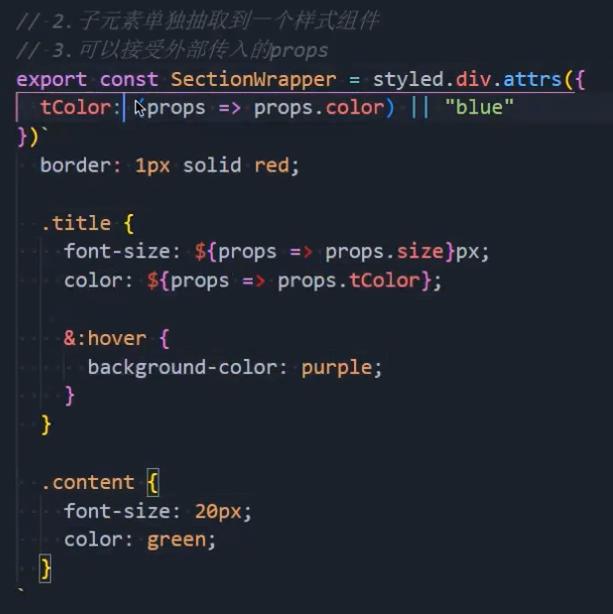 // 2.子元素单独抽取到一个样式组件
// 3.可以接受外部传入的props
export const SectionWrapper = styled.div.attrs({
tColor: (props => props.color) || "blue"
})`
border: 1px solid red;
.title {
font-size: ${props => props.size}px;
color: ${props => props.tColor};
&:hover {
background-color: purple;
}
}
.content {
font-size: 20px;
color: green;
}
`